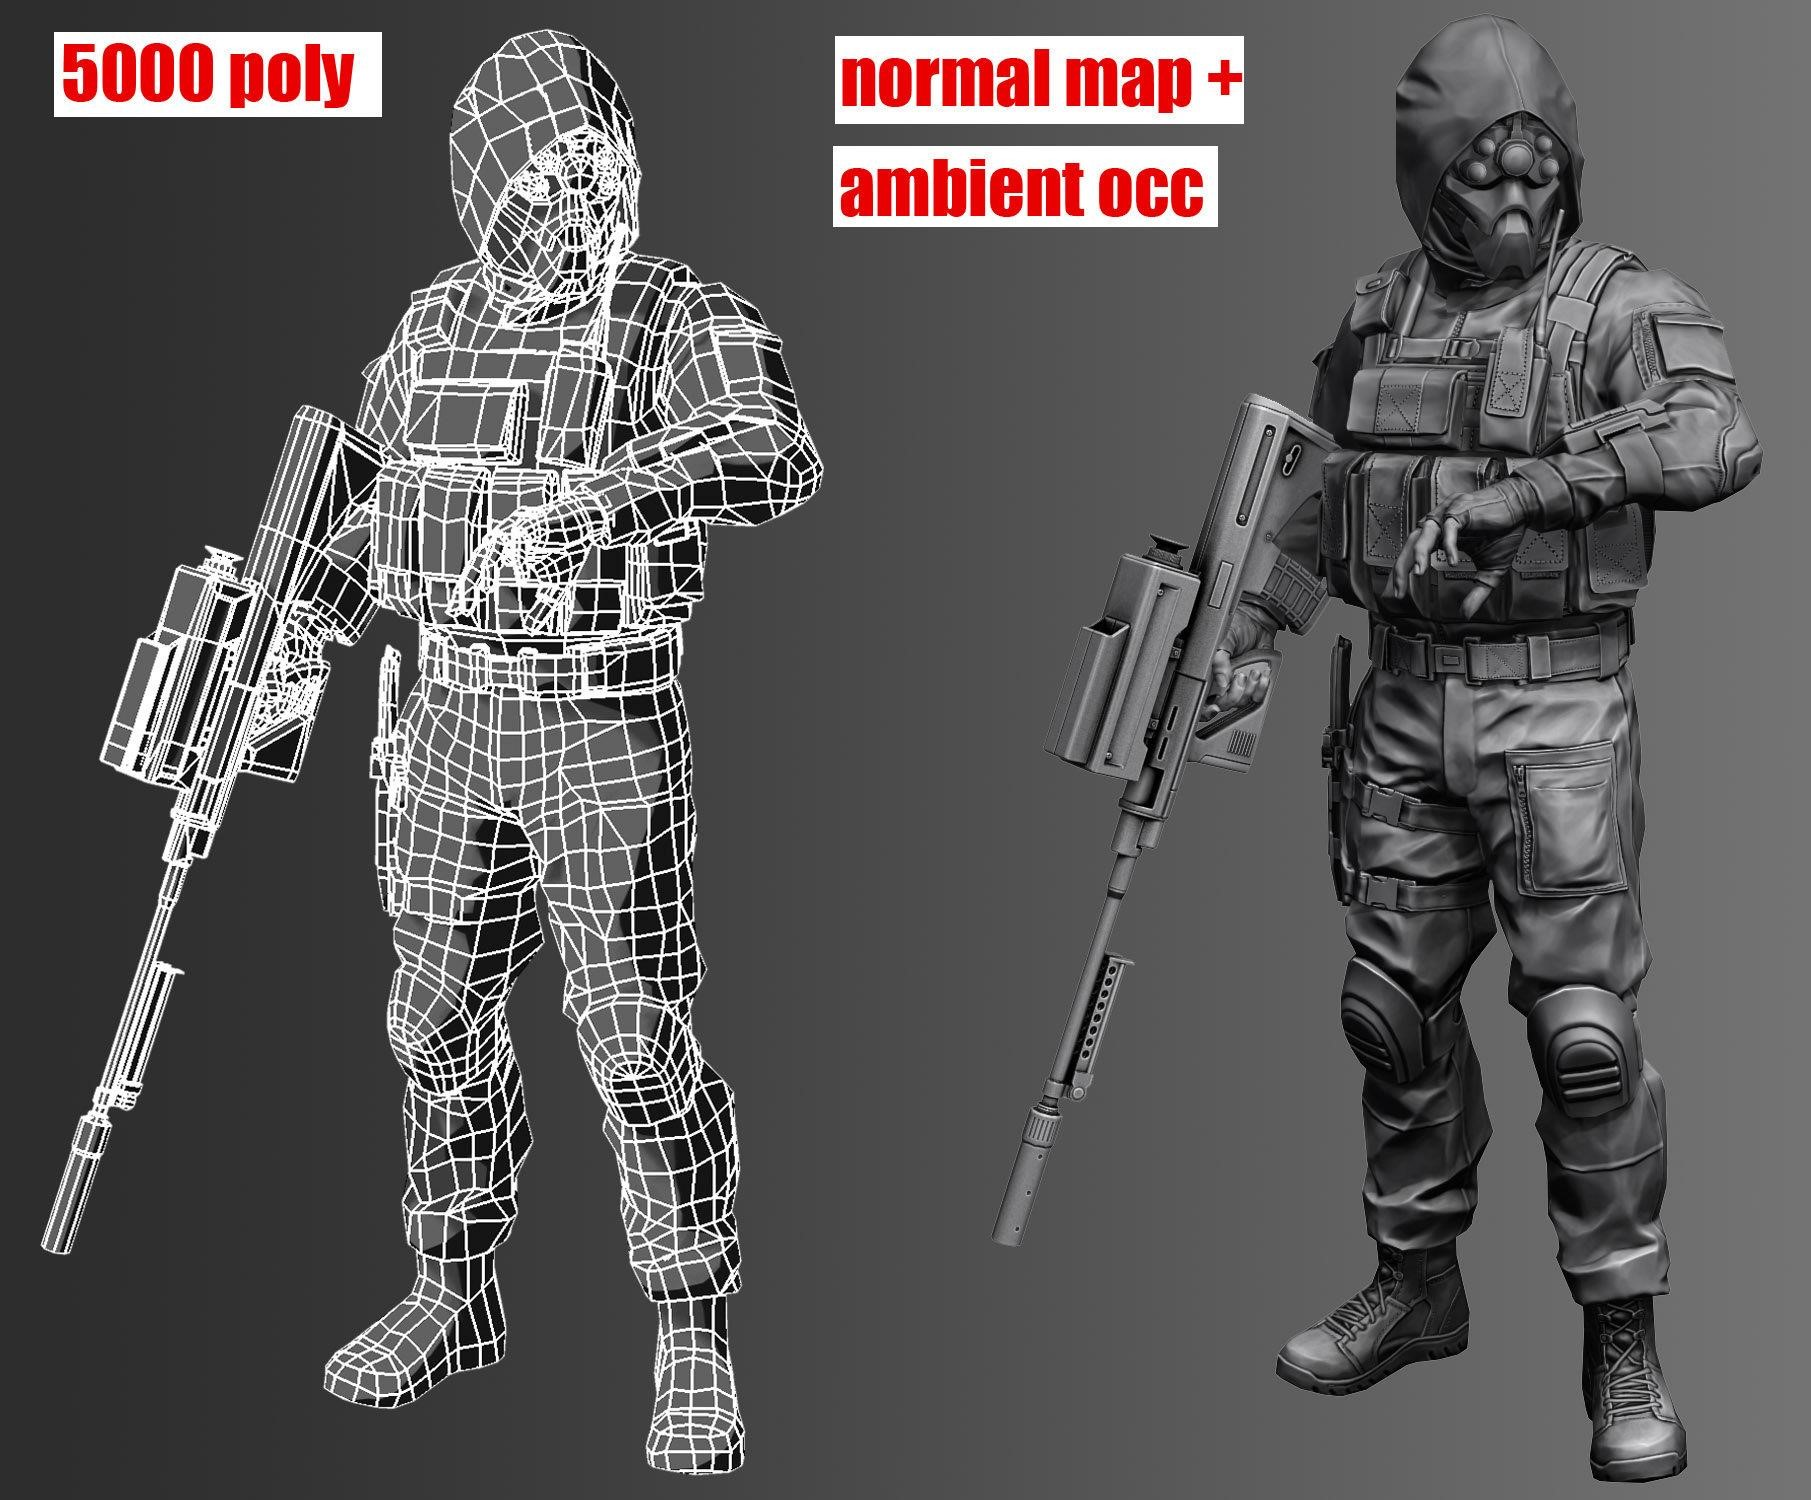 5000 poly
normal map +
ambient occ